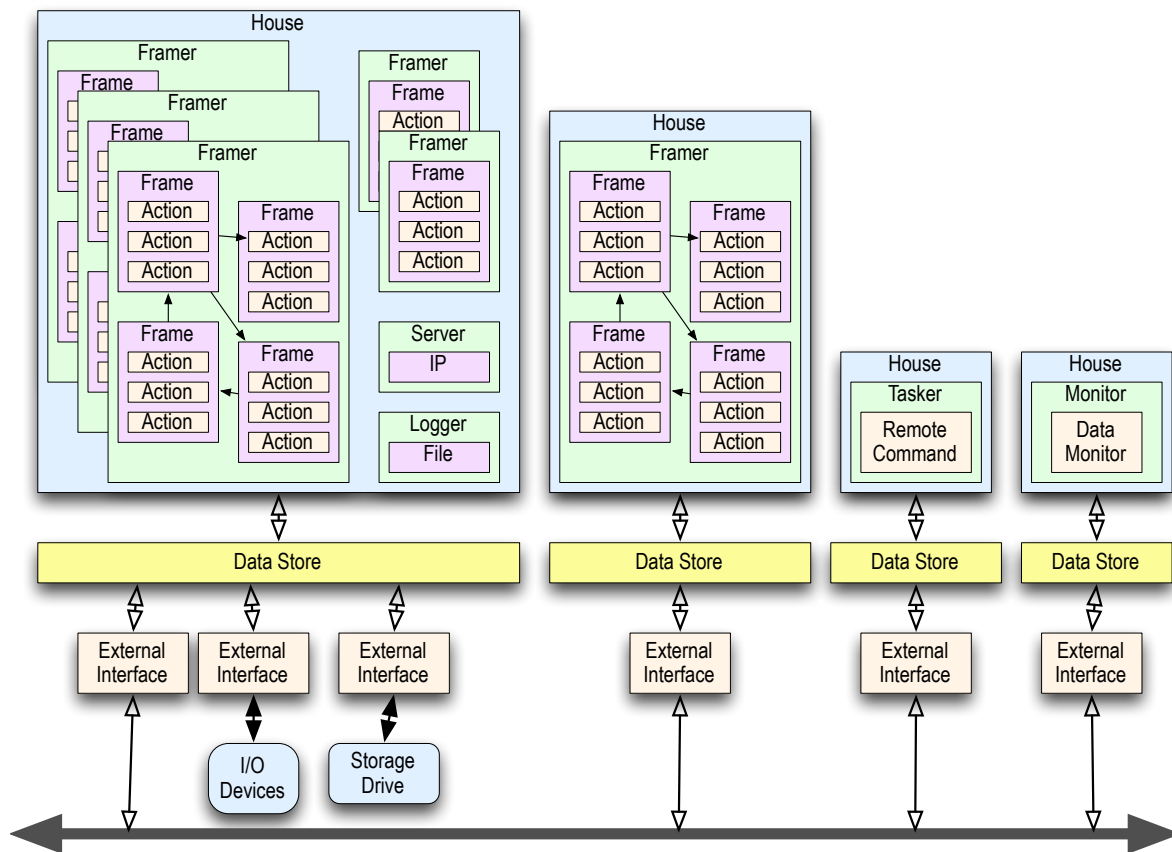 House
Framer
Frame
Framer
Frame
Framer
Frame
Action
Action
Action
Frame
Action
Action
Action
Frame
Action
Action
Action
Frame
Action
Action
Action
Framer
Frame
Action
Framer
Frame
Action
Action
Action
Server
IP
Logger
File
House
Framer
Frame
Action
Action
Action
Frame
Action
Action
Action
Frame
Action
Action
Action
Frame
Action
Action
Action
House
Tasker
Remote
Command
House
Monitor
Data
Monitor
Data Store
Data Store
Data Store
Data Store
External
Interface
External
Interface
External
Interface
External
Interface
External
Interface
External
Interface
I/O
Devices
Storage
Drive